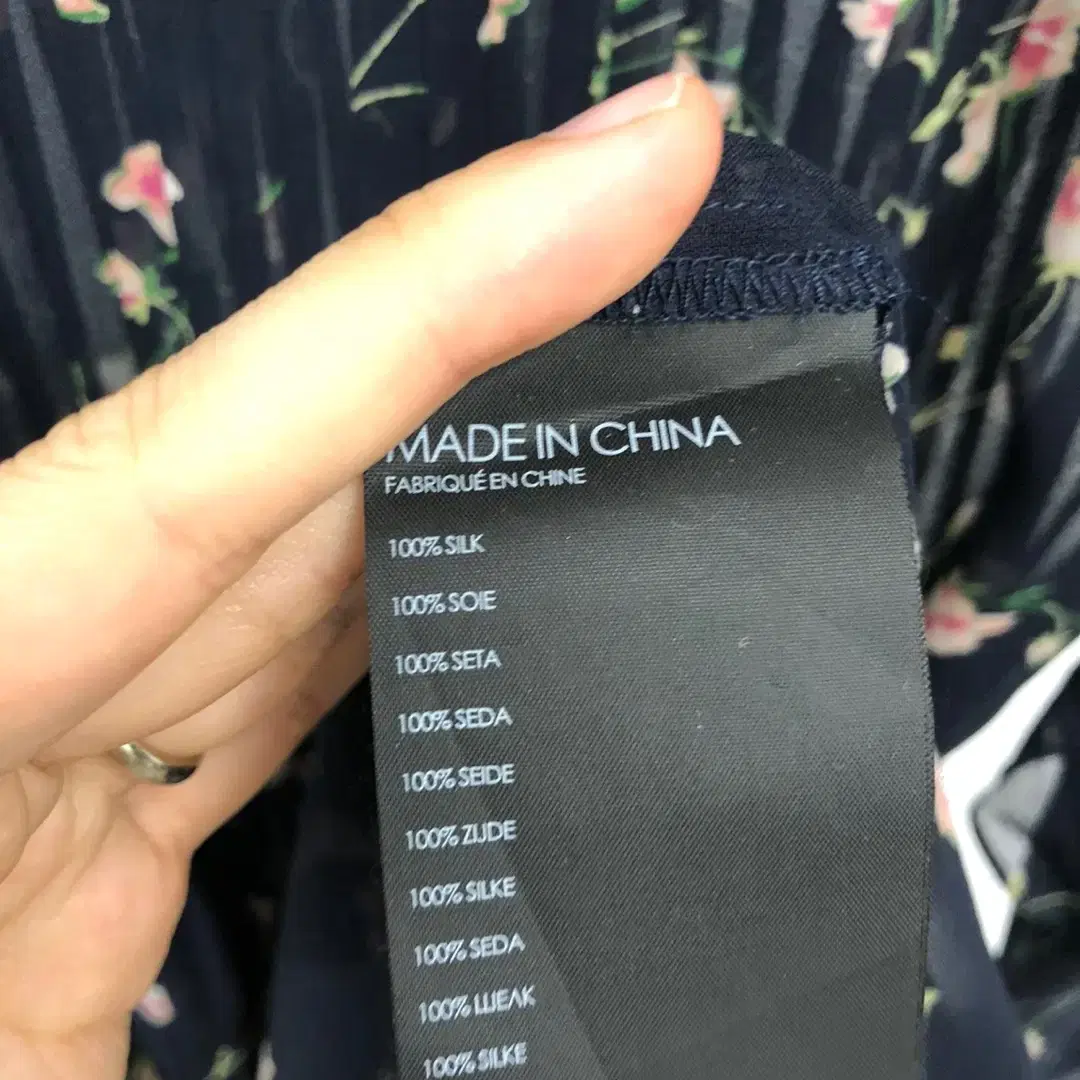 MADE IN CHINA
FABRIQUÉ EN CHINE
100% SILK
100% SOIE
100% SETA
100% SEDA
100% SEIDE
100% ZIJDE
100% SILKE
100% SEDA
100% ШЕЛК
100% SILKE